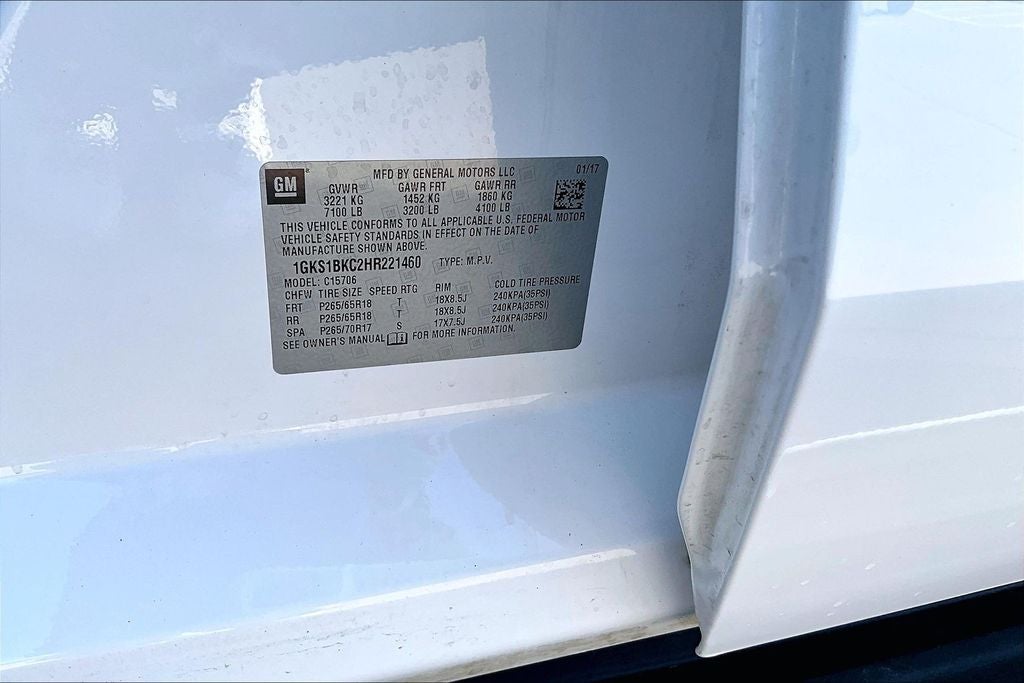 GM
MFD BY GENERAL MOTORS LLC 01/17
GVWR GAWR FRT GAWR RR
3221 KG 1452 KG 1860 KG
7100 LB 3200 LB 4100 LB
THIS VEHICLE CONFORMS TO ALL APPLICABLE U.S. FEDERAL MOTOR
VEHICLE SAFETY STANDARDS IN EFFECT ON THE DATE OF
MANUFACTURE SHOWN ABOVE.
1GKS1BKC2HR221460 TYPE: M.P.V.
MODEL: C15706
CHFW TIRE SIZE SPEED RTG RIM COLD TIRE PRESSURE
FRT P265/65R18 T 18X8.5J 240KPA(35PSI)
RR P265/65R18 T 18X8.5J 240KPA(35PSI)
SPA P265/70R17 S 17X7.5J 240KPA(35PSI)
SEE OWNER'S MANUAL FOR MORE INFORMATION.